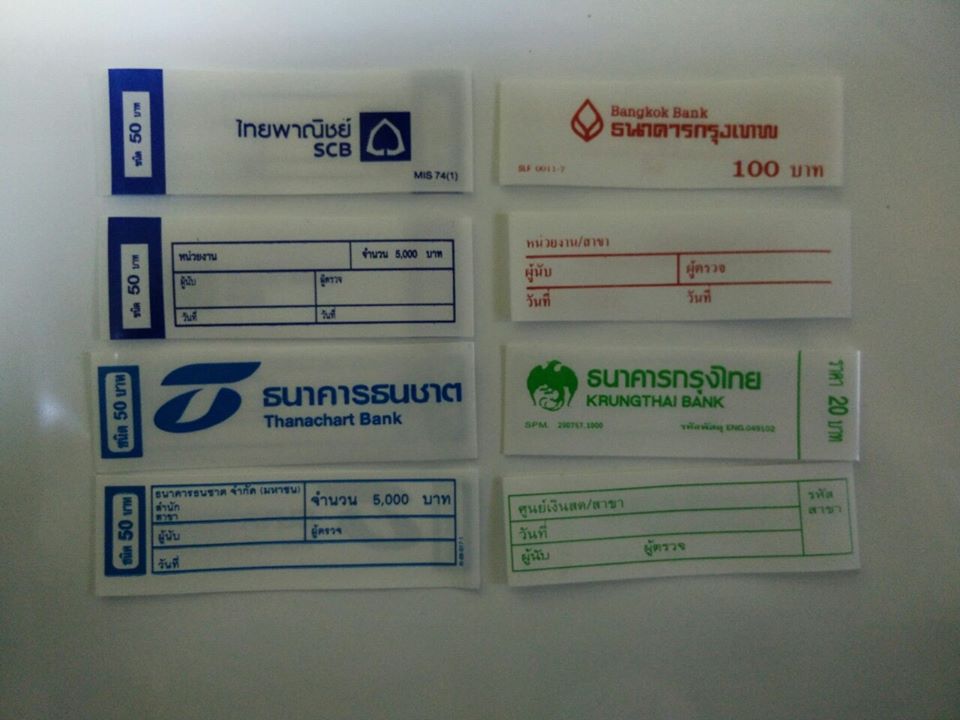 ชนิด 50 บาท
ไทยพาณิชย์
SCB
MIS 74(1)
ชนิด 50 บาท
หน่วยงาน
จำนวน 5,000 บาท
ผู้นับ
ผู้ตรวจ
วันที่
วันที่
ชนิด 50 บาท
ธนาคารธนชาต
Thanachart Bank
ชนิด 50 บาท
ธนาคารธนชาต จำกัด (มหาชน)
สำนัก
สาขา
จำนวน 5,000 บาท
ผู้นับ
ผู้ตรวจ
วันที่
Bangkok Bank
ธนาคารกรุงเทพ
SLF 0011-7
100 บาท
หน่วยงาน/สาขา
ผู้นับ
ผู้ตรวจ
วันที่
วันที่
ธนาคารกรุงไทย
KRUNGTHAI BANK
SPM. 290757.1000
รหัสพัสดุ ENG.049102
ราคา 20 บาท
ศูนย์เงินสด/สาขา
รหัส
สาขา
วันที่
ผู้นับ
ผู้ตรวจ